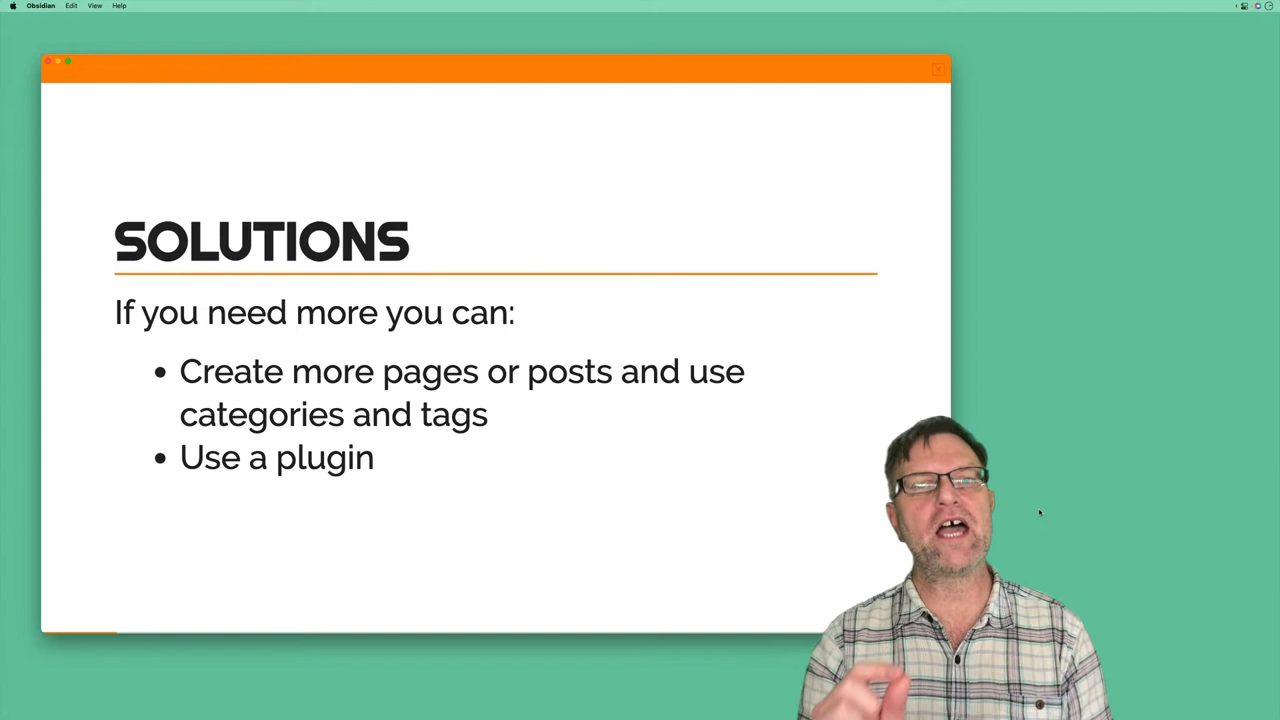 Obsidian Edit View Help
SOLUTIONS
If you need more you can:
• Create more pages or posts and use
categories and tags
• Use a plugin